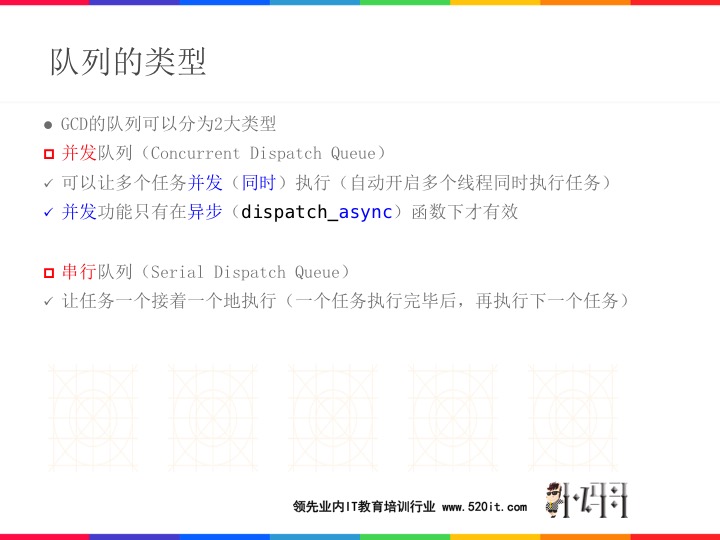 队列的类型
GCD的队列可以分为2大类型
并发队列（Concurrent Dispatch Queue）
可以让多个任务并发（同时）执行（自动开启多个线程同时执行任务）
并发功能只有在异步（dispatch_async）函数下才有效
串行队列（Serial Dispatch Queue）
让任务一个接着一个地执行（一个任务执行完毕后，再执行下一个任务）
领先业内IT教育培训行业 www.520it.com
小码哥